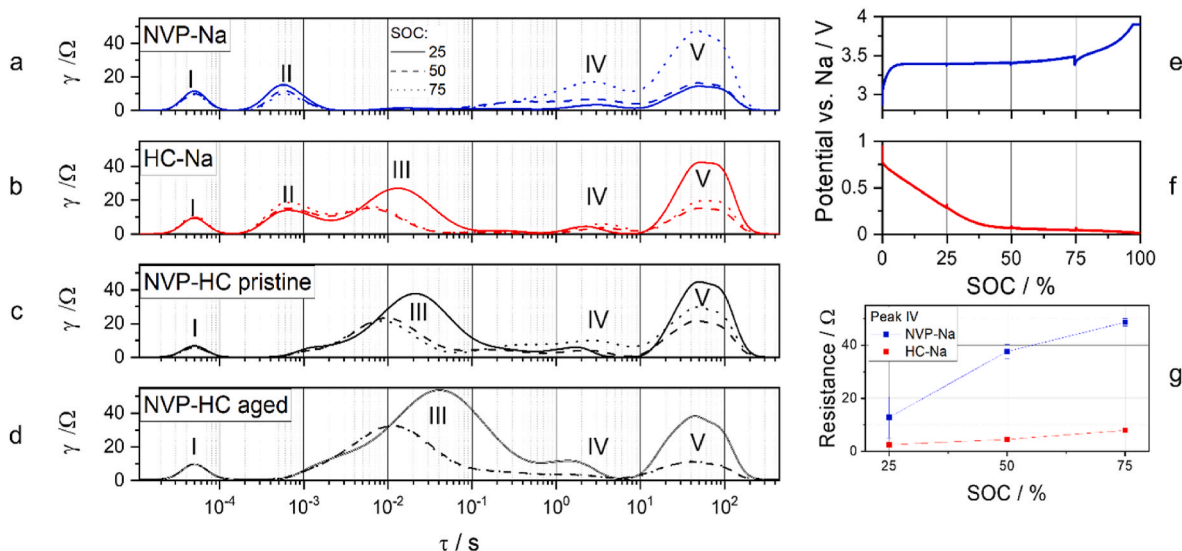 a
γ /Ω
40
20
0
NVP-Na
I
II
SOC:
25
50
75
IV
V
b
γ /Ω
40
20
0
HC-Na
I
II
III
IV
V
c
γ /Ω
40
20
0
NVP-HC pristine
I
III
IV
V
d
γ /Ω
40
20
0
NVP-HC aged
I
III
IV
V
10⁻⁴
10⁻³
10⁻²
10⁻¹
10⁰
10¹
10²
τ / s
Potential vs. Na / V
4
3.5
3
e
1
0.5
0
f
0
25
50
75
100
SOC / %
Resistance / Ω
40
20
0
Peak IV
NVP-Na
HC-Na
g
25
50
75
SOC / %